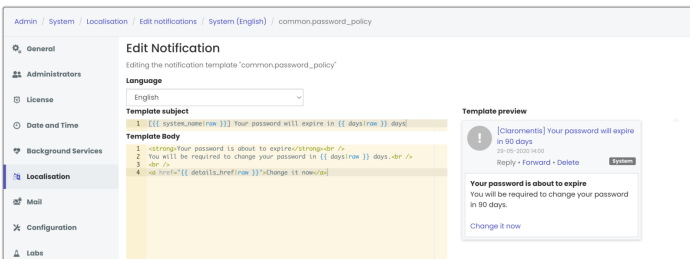 Admin / System / Localisation / Edit notifications / System (English) / common.password_policy
General
Administrators
License
Date and Time
Background Services
Localisation
Mail
Configuration
Labs
Edit Notification
Editing the notification template "common.password_policy"
Language
English
Template subject
1 [{{ system_name|raw }}] Your password will expire in {{ days|raw }} days
Template Body
1 <strong>Your password is about to expire</strong><br />
2 You will be required to change your password in {{ days|raw }} days.<br />
3 <br />
4 <a href="{{ details_href|raw }}">Change it now</a>
Template preview
[Claromentis] Your password will expire
in 90 days
29-05-2020 14:00
Reply • Forward • Delete
System
Your password is about to expire
You will be required to change your password
in 90 days.
Change it now